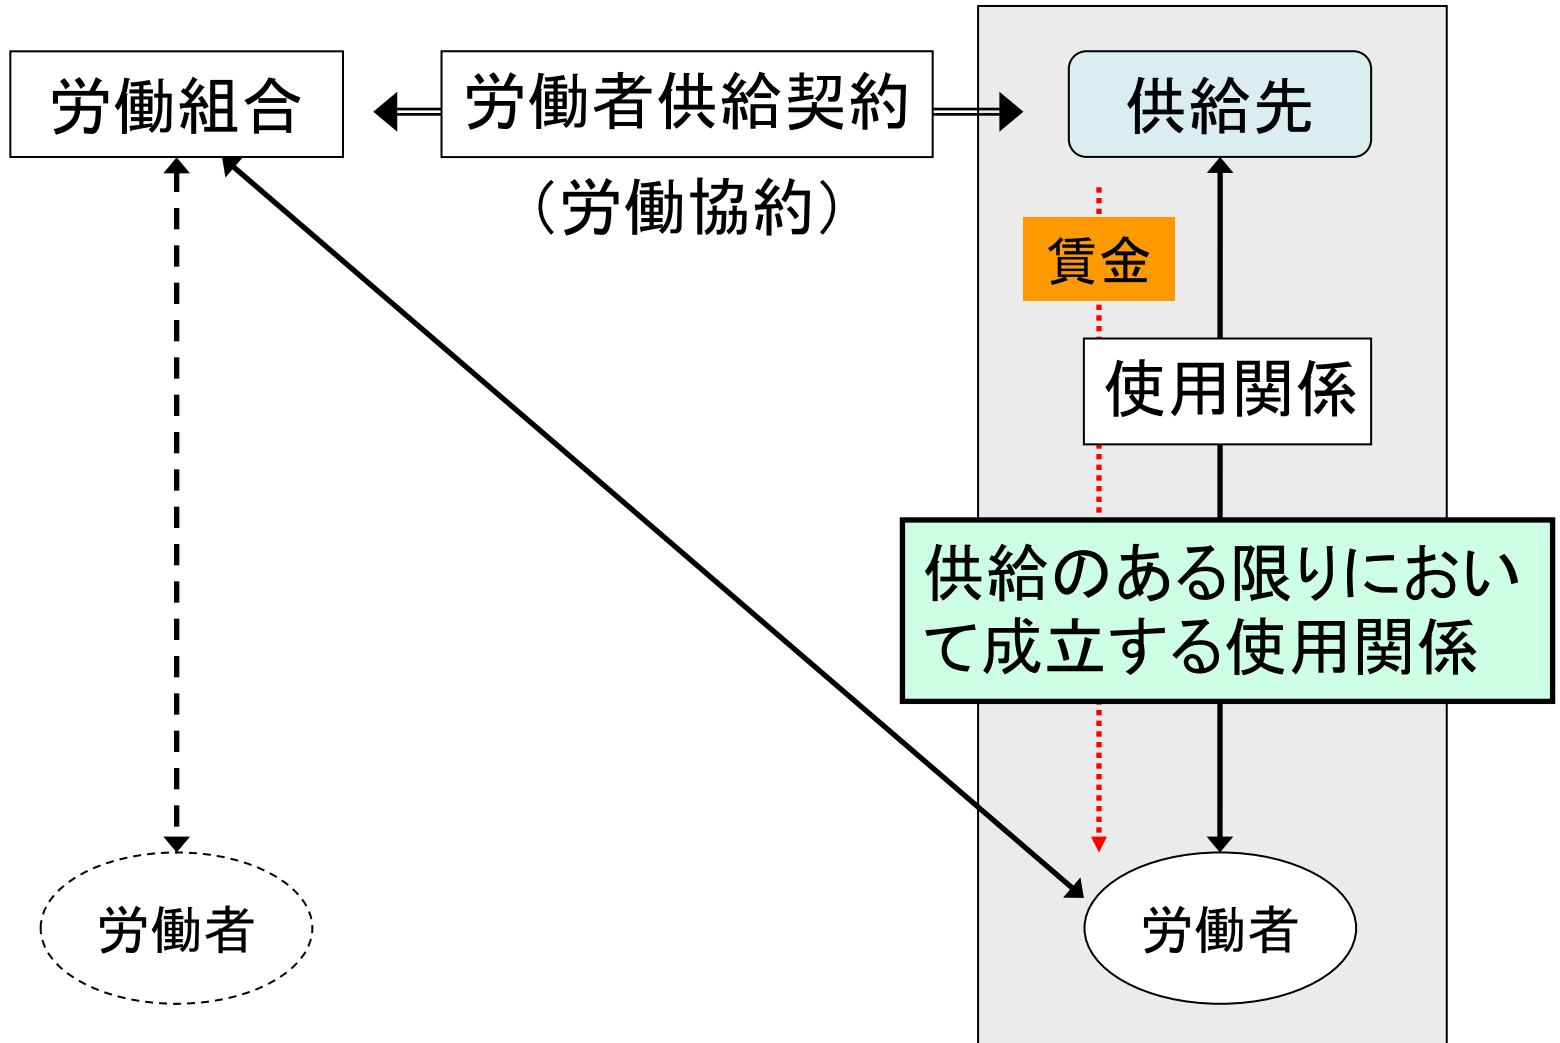 労働組合
労働者供給契約
供給先
（労働協約）
賃金
使用関係
供給のある限りにおい
て成立する使用関係
労働者
労働者